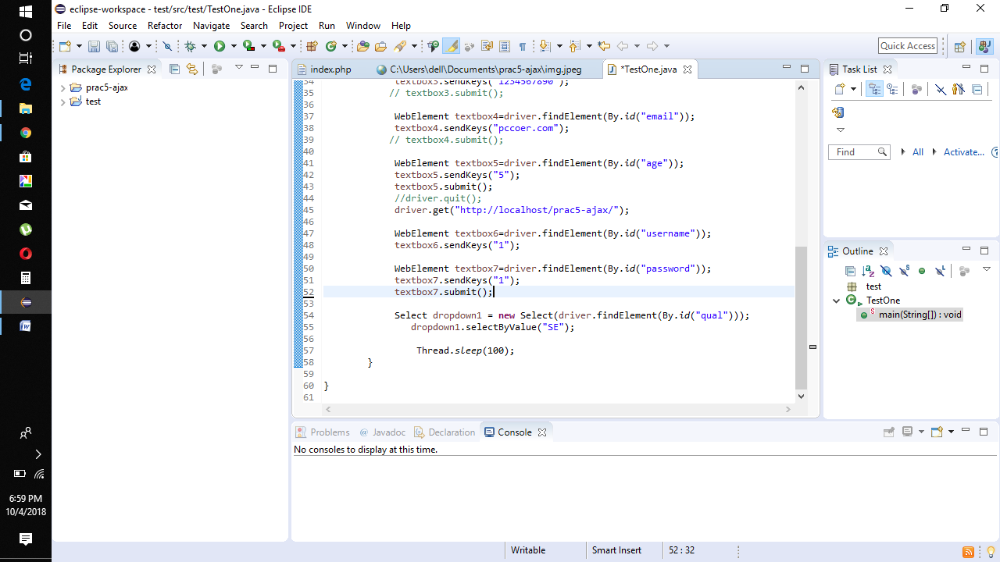 eclipse-workspace - test/src/test/TestOne.java - Eclipse IDE
File Edit Source Refactor Navigate Search Project Run Window Help
Quick Access
Package Explorer
prac5-ajax
test
index.php C:\Users\dell\Documents\prac5-ajax\img.jpeg *TestOne.java
34 textbox3.sendKeys("1234567890");
35 // textbox3.submit();
36
37 WebElement textbox4=driver.findElement(By.id("email"));
38 textbox4.sendKeys("pccoer.com");
39 // textbox4.submit();
40
41 WebElement textbox5=driver.findElement(By.id("age"));
42 textbox5.sendKeys("5");
43 textbox5.submit();
44 //driver.quit();
45 driver.get("http://localhost/prac5-ajax/");
46
47 WebElement textbox6=driver.findElement(By.id("username"));
48 textbox6.sendKeys("1");
49
50 WebElement textbox7=driver.findElement(By.id("password"));
51 textbox7.sendKeys("1");
52 textbox7.submit();
53
54 Select dropdown1 = new Select(driver.findElement(By.id("qual")));
55 dropdown1.selectByValue("SE");
56
57 Thread.sleep(100);
58 }
59
60 }
61
Task List
Find All Activate...
Outline
test
TestOne
main(String[]) : void
Problems @ Javadoc Declaration Console
No consoles to display at this time.
Writable Smart Insert 52 : 32
6:59 PM
10/4/2018